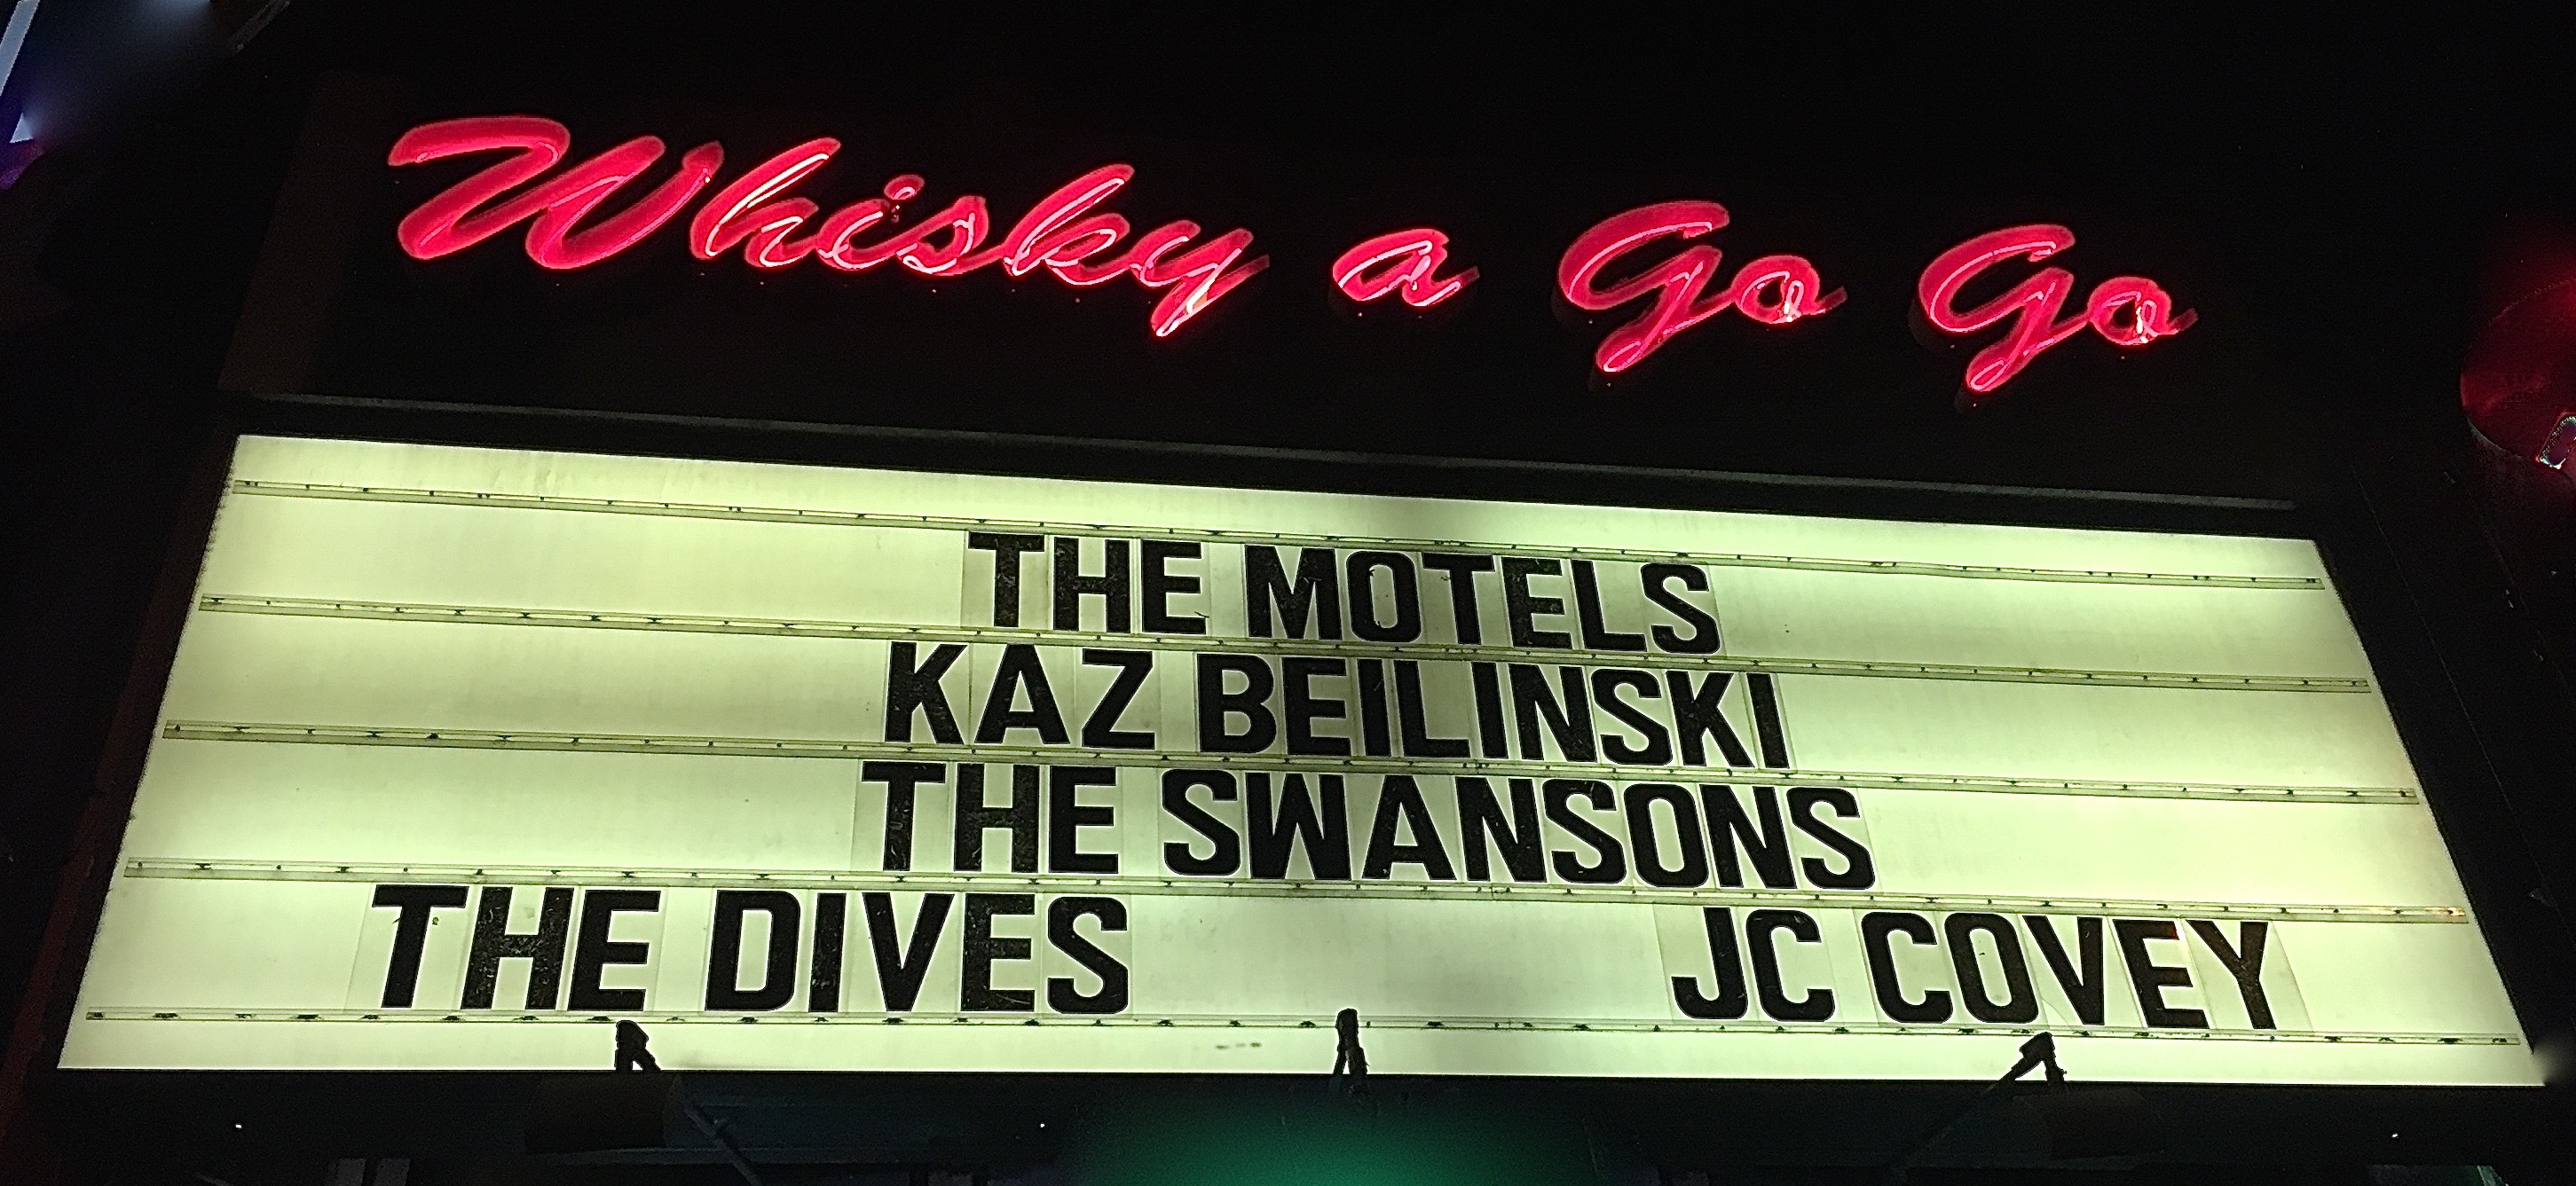 Whisky a Go Go
THE MOTELS
KAZ BEILINSKI
THE SWANSONS
THE DIVES JC COVEY